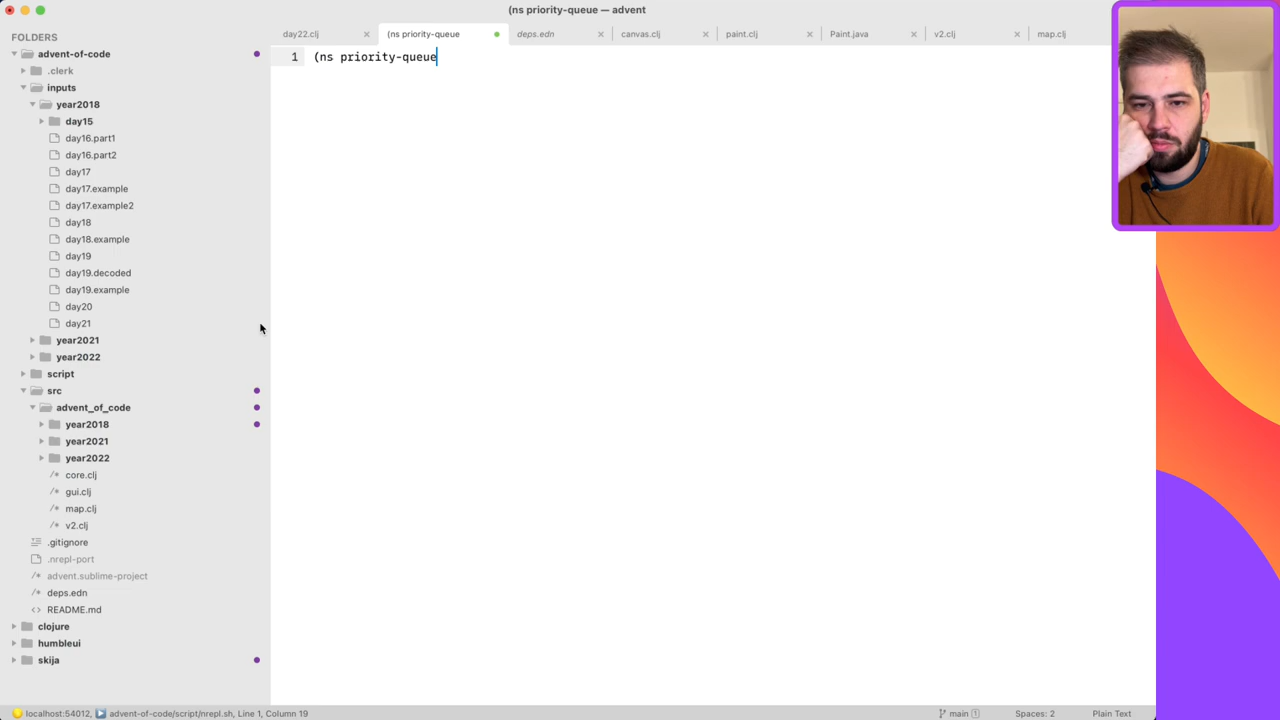 (ns priority-queue — advent
FOLDERS
advent-of-code
.clerk
inputs
year2018
day15
day16.part1
day16.part2
day17
day17.example
day17.example2
day18
day18.example
day19
day19.decoded
day19.example
day20
day21
year2021
year2022
script
src
advent_of_code
year2018
year2021
year2022
core.clj
gui.clj
map.clj
v2.clj
.gitignore
.nrepl-port
advent.sublime-project
deps.edn
README.md
clojure
humbleui
skija
day22.clj (ns priority-queue deps.edn canvas.clj paint.clj Paint.java v2.clj map.clj
1 (ns priority-queue
localhost:54012, advent-of-code/script/nrepl.sh, Line 1, Column 19 main 1 Spaces: 2 Plain Text